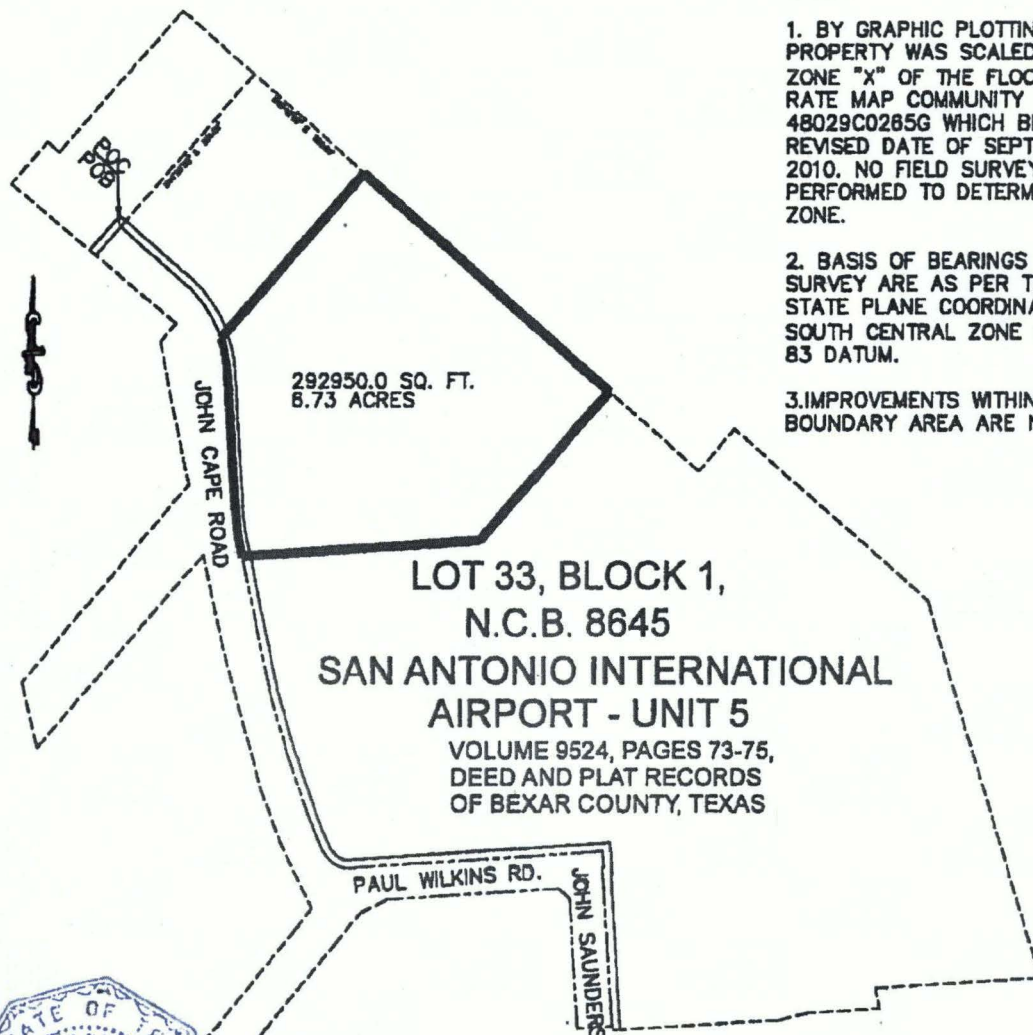 1. BY GRAPHIC PLOTTIN
PROPERTY WAS SCALED
ZONE "X" OF THE FLOO
RATE MAP COMMUNITY
48029C0265G WHICH B
REVISED DATE OF SEPT
2010. NO FIELD SURVEY
PERFORMED TO DETERM
ZONE.
2. BASIS OF BEARINGS
SURVEY ARE AS PER T
STATE PLANE COORDINA
SOUTH CENTRAL ZONE
83 DATUM.
3.IMPROVEMENTS WITHIN
BOUNDARY AREA ARE N
POC
POB
292950.0 SQ. FT.
6.73 ACRES
JOHN CAPE ROAD
LOT 33, BLOCK 1,
N.C.B. 8645
SAN ANTONIO INTERNATIONAL
AIRPORT - UNIT 5
VOLUME 9524, PAGES 73-75,
DEED AND PLAT RECORDS
OF BEXAR COUNTY, TEXAS
PAUL WILKINS RD.
JOHN SAUNDERS
ATE OF